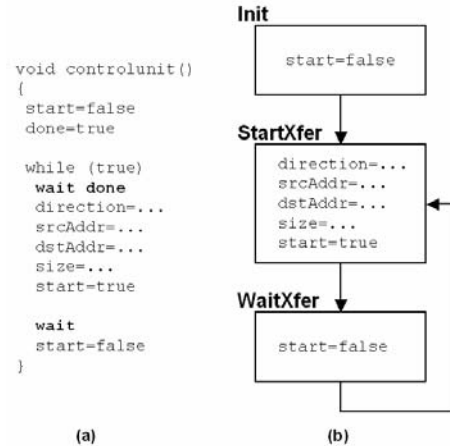 void controlunit()
{
start=false
done=true
while (true)
wait done
direction=...
srcAddr=...
dstAddr=...
size=...
start=true
wait
start=false
}
(a)
Init
start=false
StartXfer
direction=...
srcAddr=...
dstAddr=...
size=...
start=true
WaitXfer
start=false
(b)